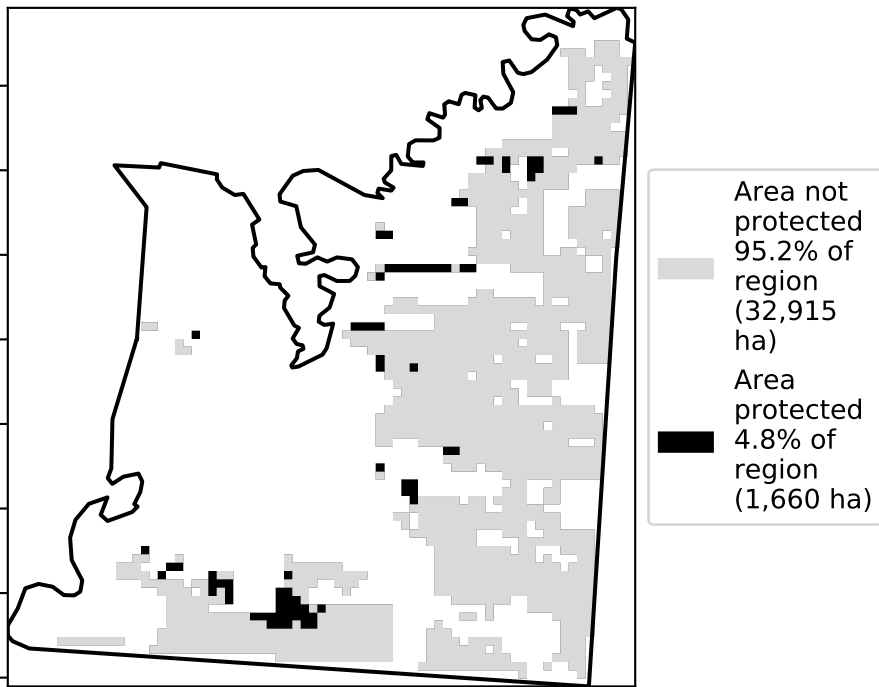 Area not
protected
95.2% of
region
(32,915
ha)
Area
protected
4.8% of
region
(1,660 ha)